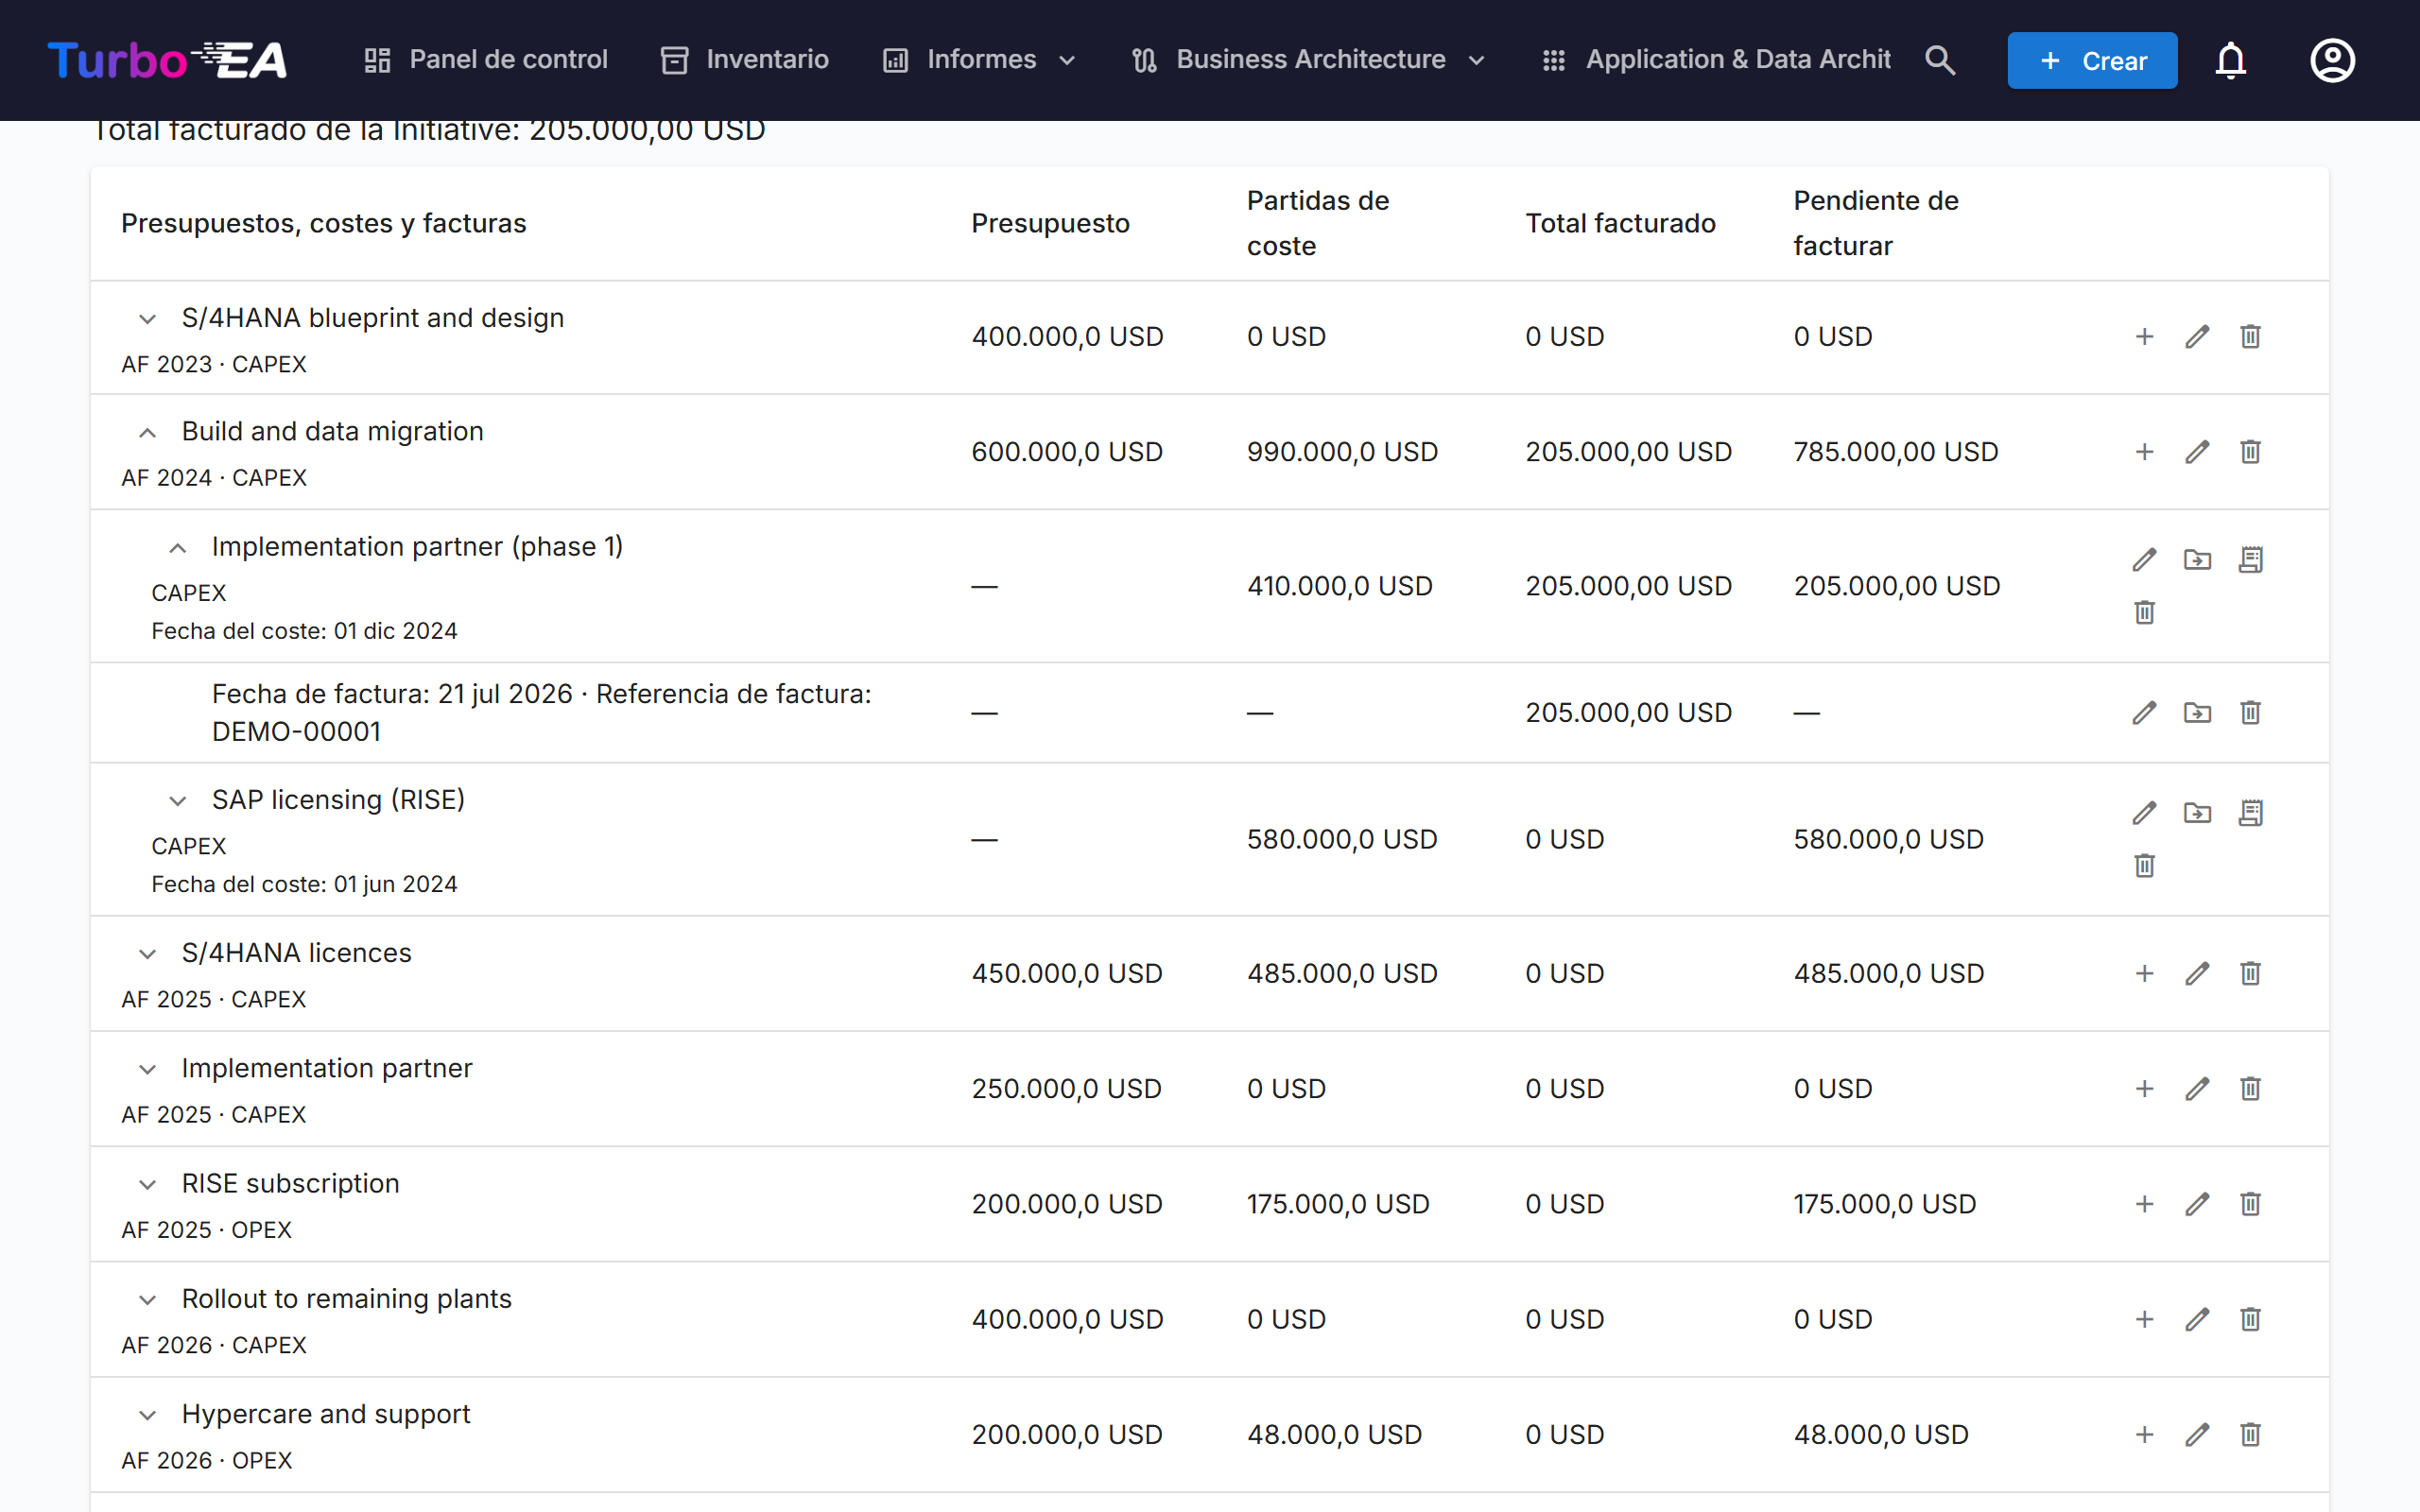 Turbo EA
Panel de control
Inventario
Informes
Business Architecture
Application & Data Archit
Crear
Total facturado de la Initiative: 205.000,00 USD
Presupuestos, costes y facturas
Presupuesto
Partidas de coste
Total facturado
Pendiente de facturar
S/4HANA blueprint and design
AF 2023 · CAPEX
400.000,0 USD
0 USD
0 USD
0 USD
Build and data migration
AF 2024 · CAPEX
600.000,0 USD
990.000,0 USD
205.000,00 USD
785.000,00 USD
Implementation partner (phase 1)
CAPEX
Fecha del coste: 01 dic 2024
—
410.000,0 USD
205.000,00 USD
205.000,00 USD
Fecha de factura: 21 jul 2026 · Referencia de factura:
DEMO-00001
—
—
205.000,00 USD
—
SAP licensing (RISE)
CAPEX
Fecha del coste: 01 jun 2024
—
580.000,0 USD
0 USD
580.000,0 USD
S/4HANA licences
AF 2025 · CAPEX
450.000,0 USD
485.000,0 USD
0 USD
485.000,0 USD
Implementation partner
AF 2025 · CAPEX
250.000,0 USD
0 USD
0 USD
0 USD
RISE subscription
AF 2025 · OPEX
200.000,0 USD
175.000,0 USD
0 USD
175.000,0 USD
Rollout to remaining plants
AF 2026 · CAPEX
400.000,0 USD
0 USD
0 USD
0 USD
Hypercare and support
AF 2026 · OPEX
200.000,0 USD
48.000,0 USD
0 USD
48.000,0 USD